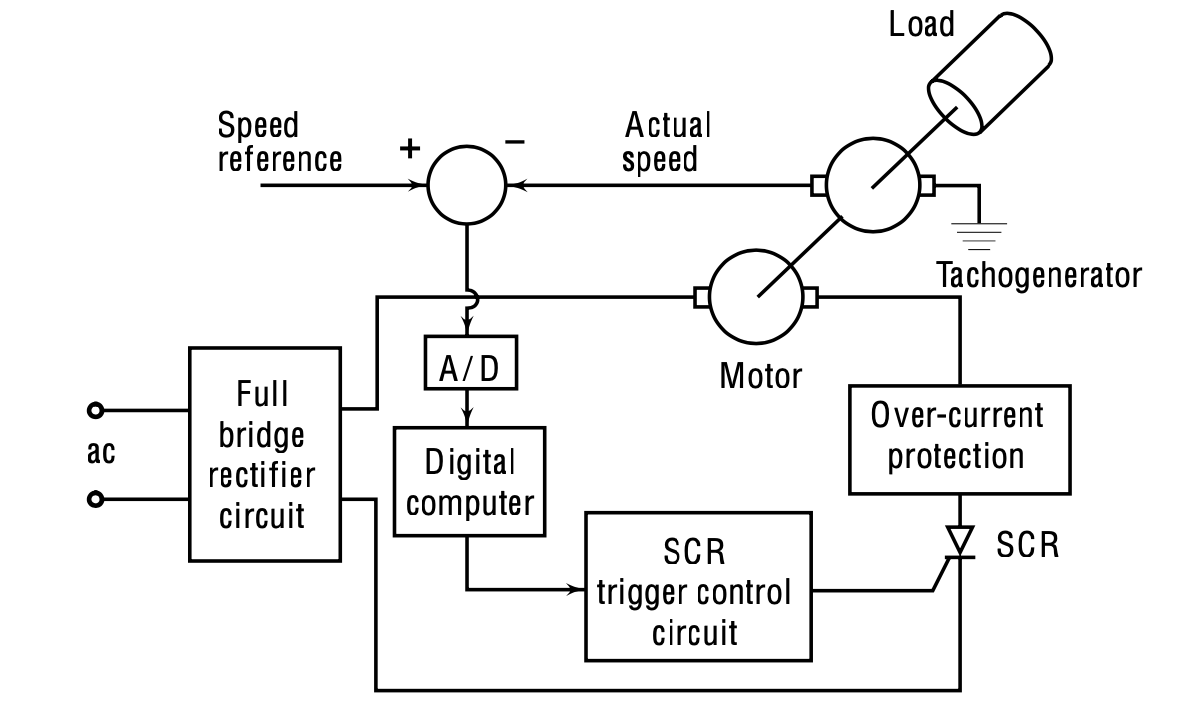 Load
Speed
reference
+
−
Actual
speed
Tachogenerator
Motor
A/D
Full
bridge
rectifier
circuit
ac
Digital
computer
Over-current
protection
SCR
trigger control
circuit
SCR